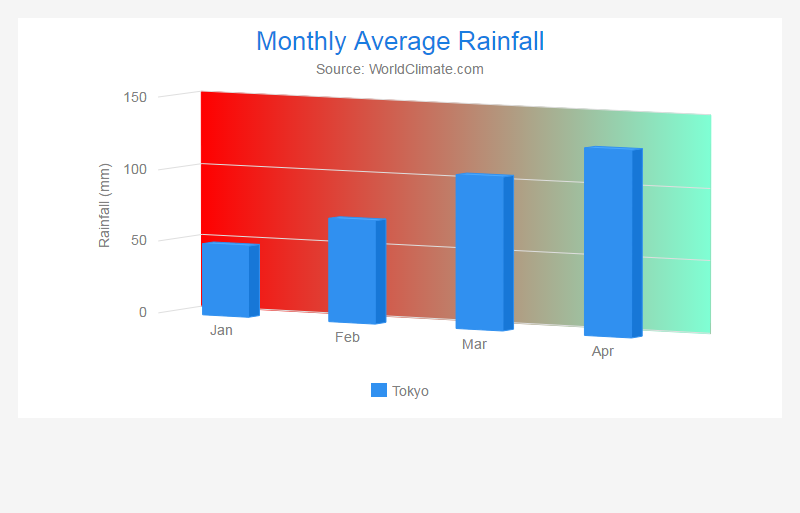 Monthly Average Rainfall
Source: WorldClimate.com
150
100
50
0
Rainfall (mm)
Jan
Feb
Mar
Apr
Tokyo